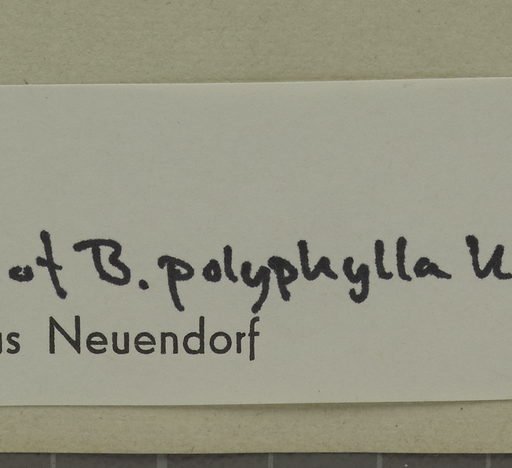 of B. polyphylla
Neuendorf